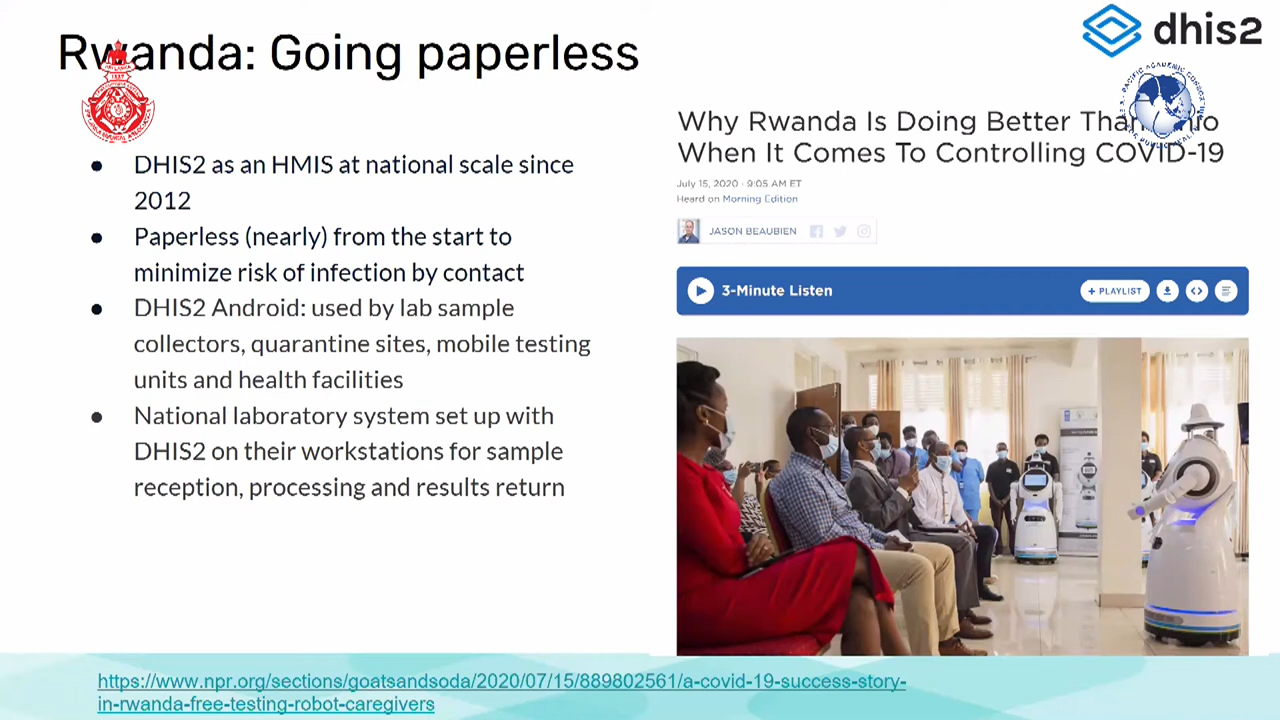 Rwanda: Going paperless
dhis2
DHIS2 as an HMIS at national scale since
2012
Paperless (nearly) from the start to
minimize risk of infection by contact
DHIS2 Android: used by lab sample
collectors, quarantine sites, mobile testing
units and health facilities
National laboratory system set up with
DHIS2 on their workstations for sample
reception, processing and results return
Why Rwanda Is Doing Better Than
When It Comes To Controlling COVID-19
July 15, 2020 · 9:05 AM ET
Heard on Morning Edition
JASON BEAUBIEN
3-Minute Listen
+ PLAYLIST
https://www.npr.org/sections/goatsandsoda/2020/07/15/889802561/a-covid-19-success-story-
in-rwanda-free-testing-robot-caregivers